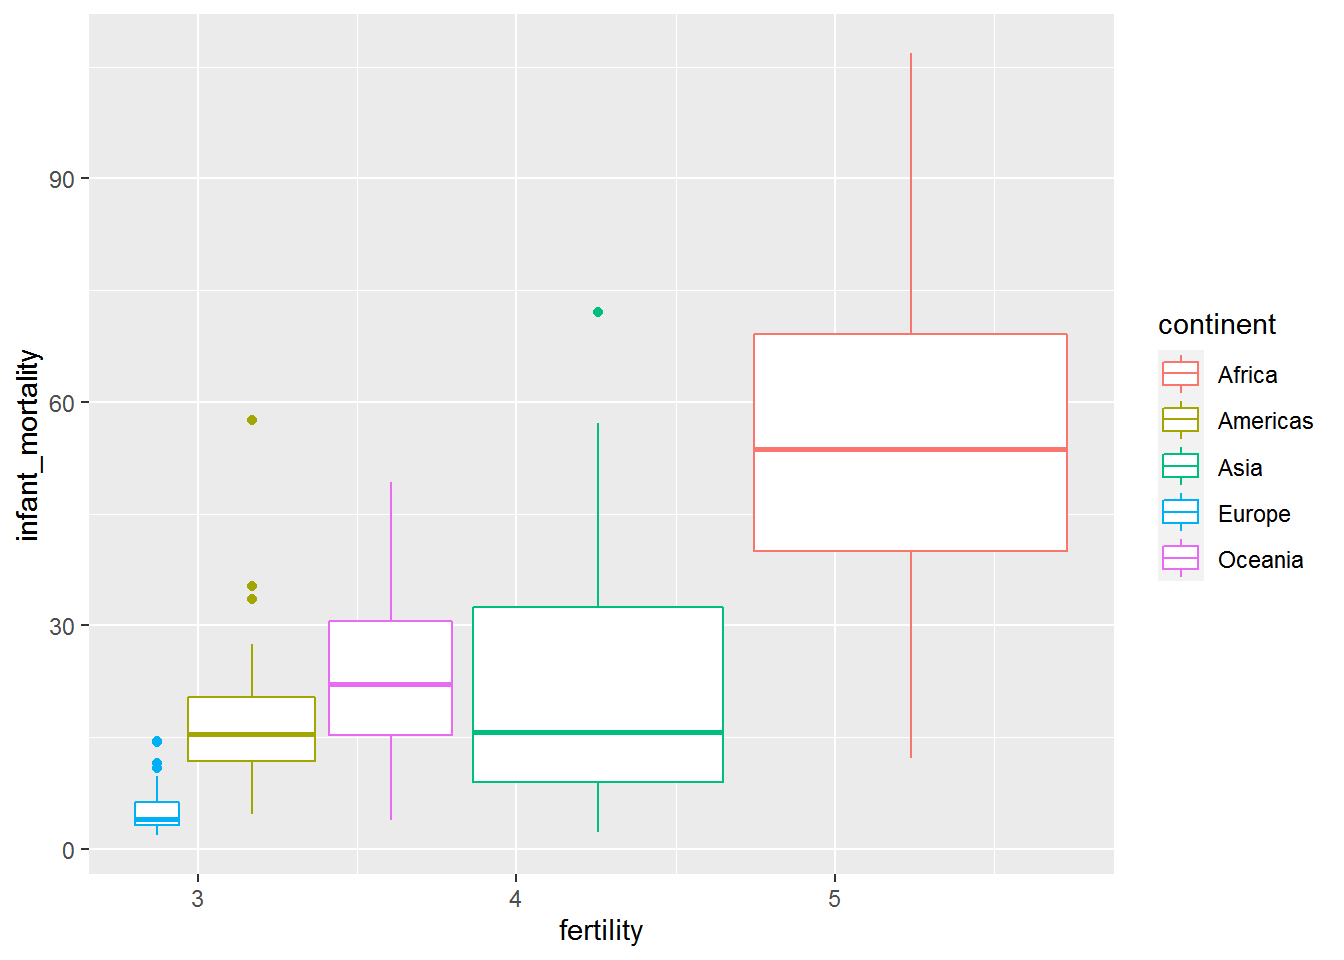 infant_mortality
90
60
30
0
3 4 5
fertility
continent
Africa
Americas
Asia
Europe
Oceania